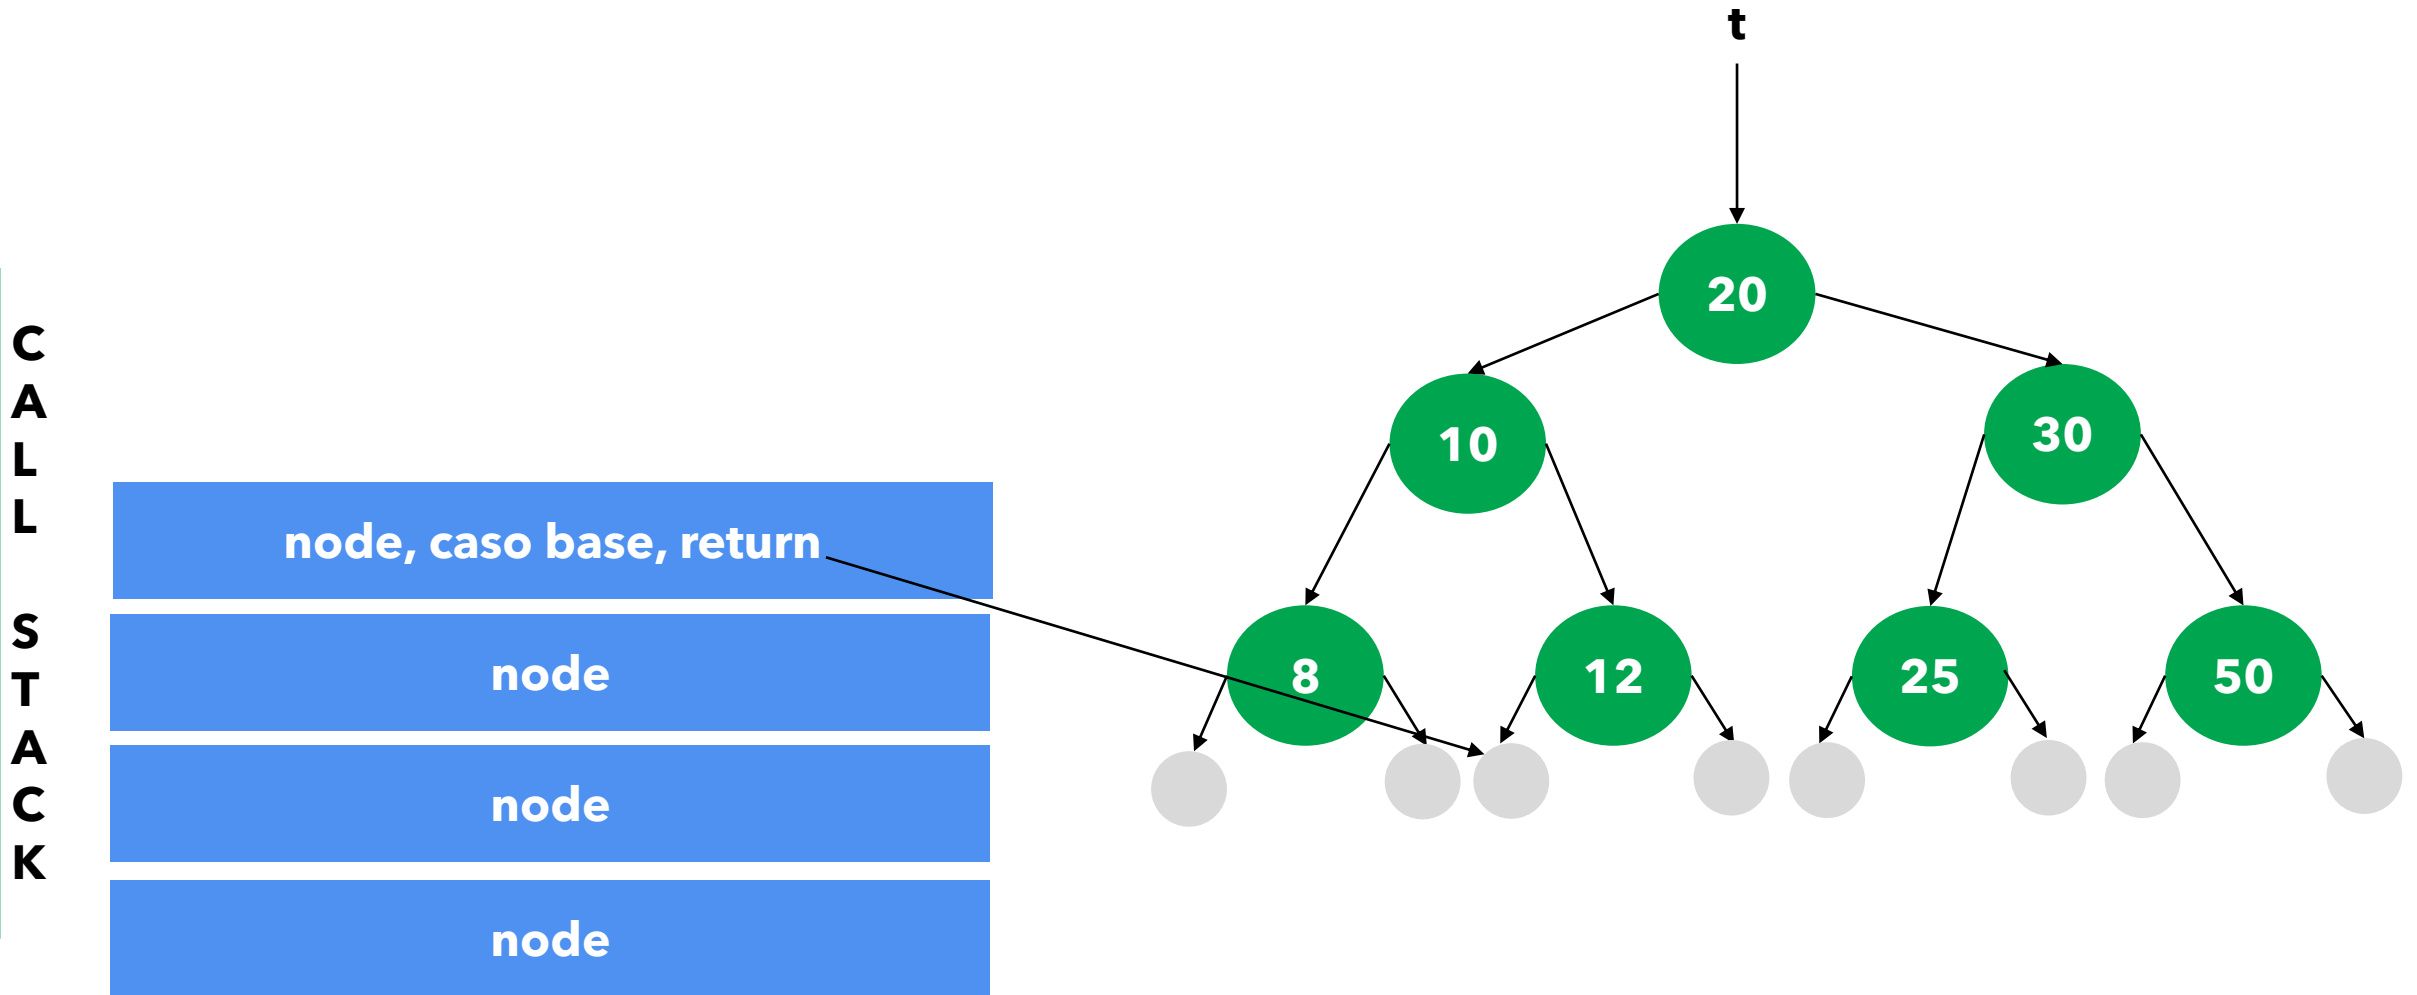 t
CALL STACK
node, caso base, return
node
node
node
20
10
30
8
12
25
50